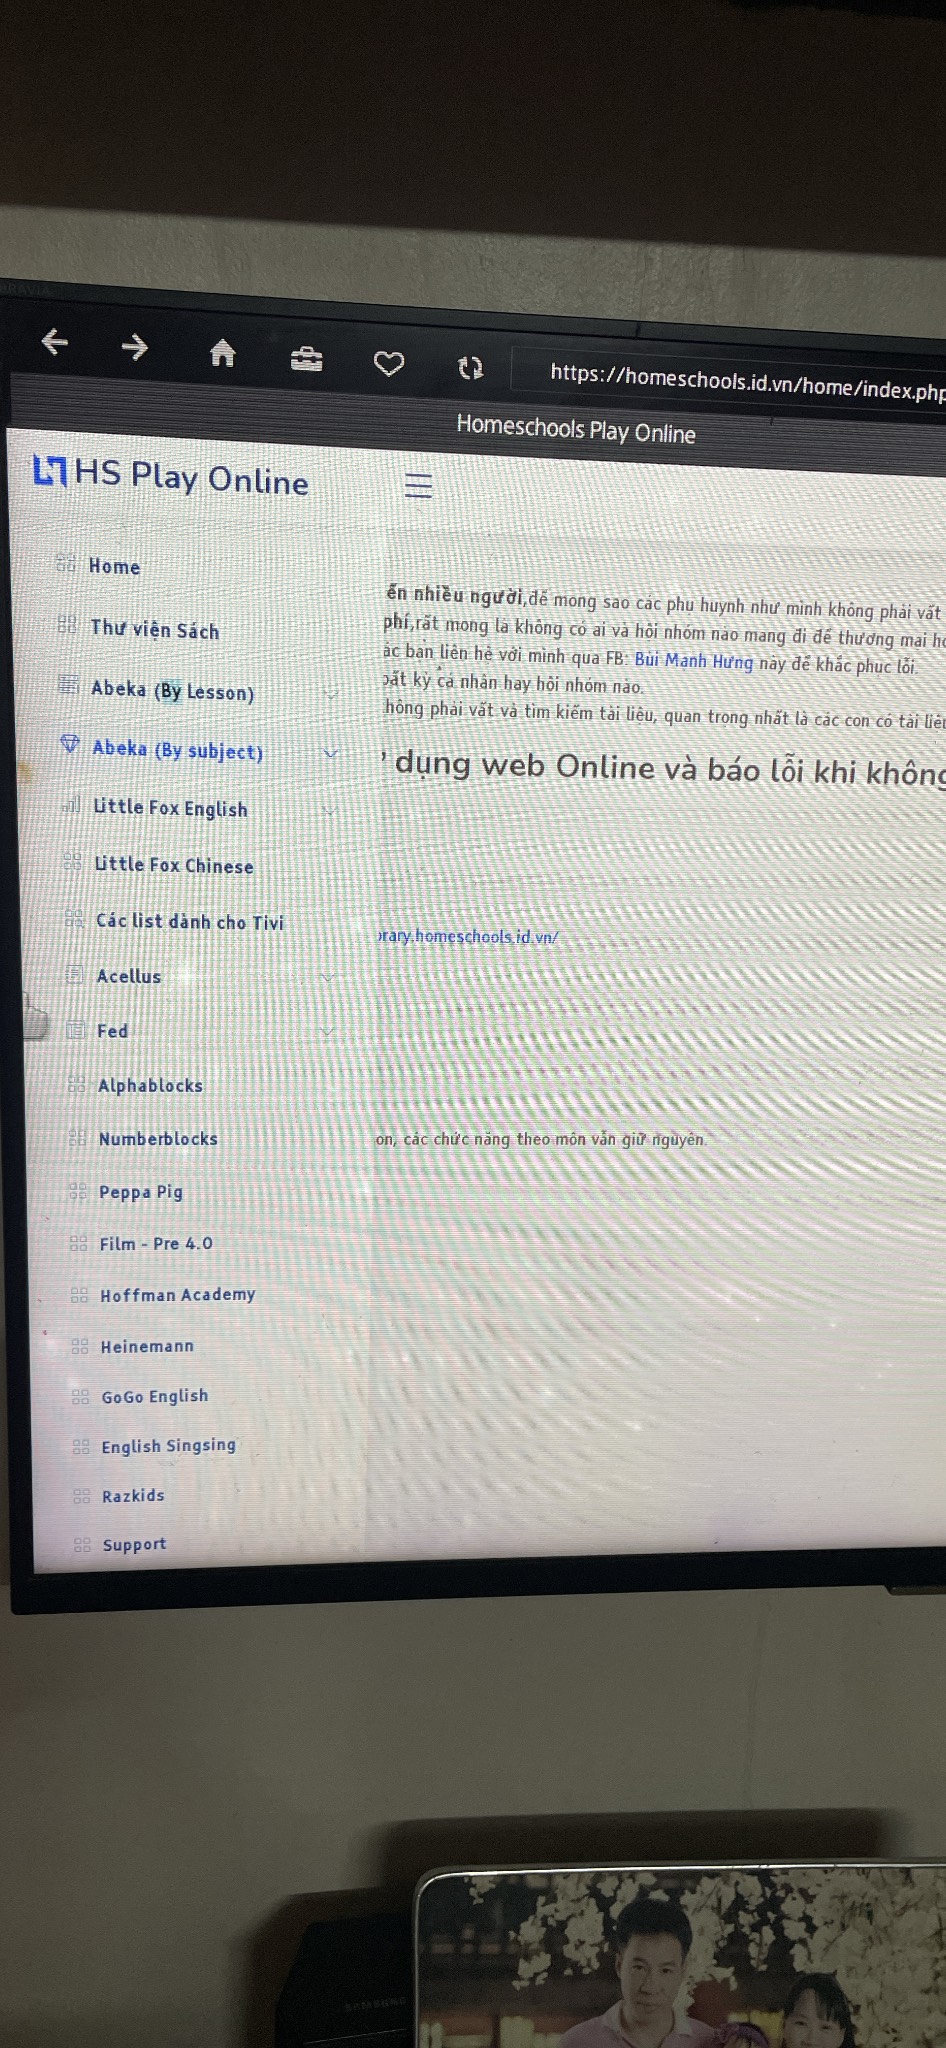 BRAVIA
https://homeschools.id.vn/home/index.php
Homeschools Play Online
HS Play Online
Home
Thư viện Sách
Abeka (By Lesson)
Abeka (By subject)
Little Fox English
Little Fox Chinese
Các list dành cho Tivi
Acellus
Fed
Alphablocks
Numberblocks
Peppa Pig
Film - Pre 4.0
Hoffman Academy
Heinemann
GoGo English
English Singsing
Razkids
Support
ến nhiều người,để mong sao các phụ huynh như mình không phải vất
phí,rất mong là không có ai và hội nhóm nào mang đi để thương mại
ác bạn liên hệ với mình qua FB: Bùi Mạnh Hưng này để khắc phục lỗi.
bất kỳ cá nhân hay hội nhóm nào.
hông phải vất và tìm kiếm tài liệu, quan trọng nhất là các con có tài liệu
dụng web Online và báo lỗi khi không
rary.homeschools.id.vn/
on, các chức năng theo môn vẫn giữ nguyên.
SAMSUNG